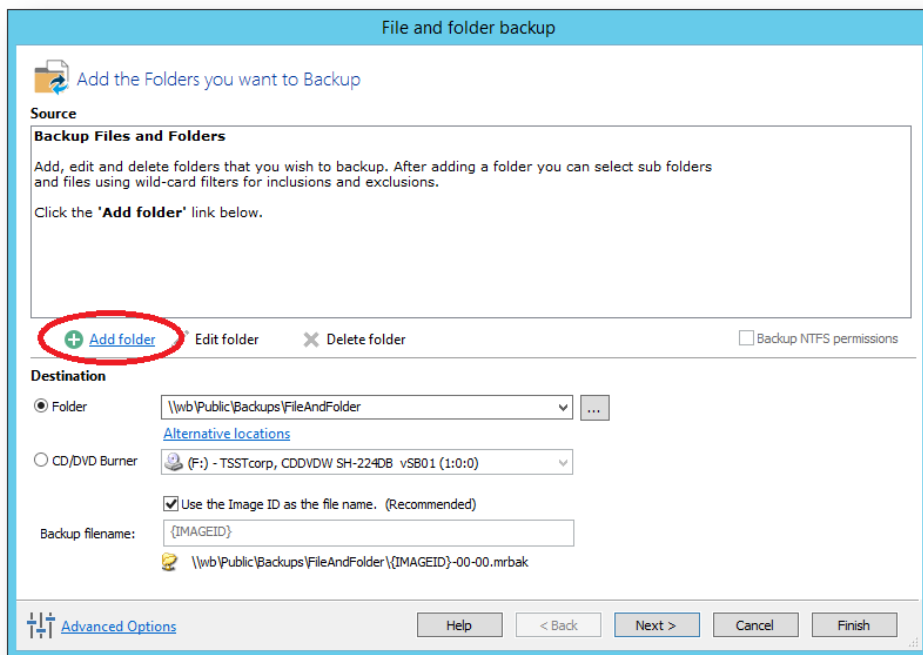 File and folder backup
Add the Folders you want to Backup
Source
Backup Files and Folders
Add, edit and delete folders that you wish to backup. After adding a folder you can select sub folders
and files using wild-card filters for inclusions and exclusions.
Click the 'Add folder' link below.
Add folder Edit folder Delete folder Backup NTFS permissions
Destination
Folder \\wb\Public\Backups\FileAndFolder ...
Alternative locations
CD/DVD Burner (F:) - TSSTcorp, CDDVDW SH-224DB vSB01 (1:0:0)
Use the Image ID as the file name. (Recommended)
Backup filename: {IMAGEID}
\\wb\Public\Backups\FileAndFolder\{IMAGEID}-00-00.mrbak
Advanced Options Help < Back Next > Cancel Finish